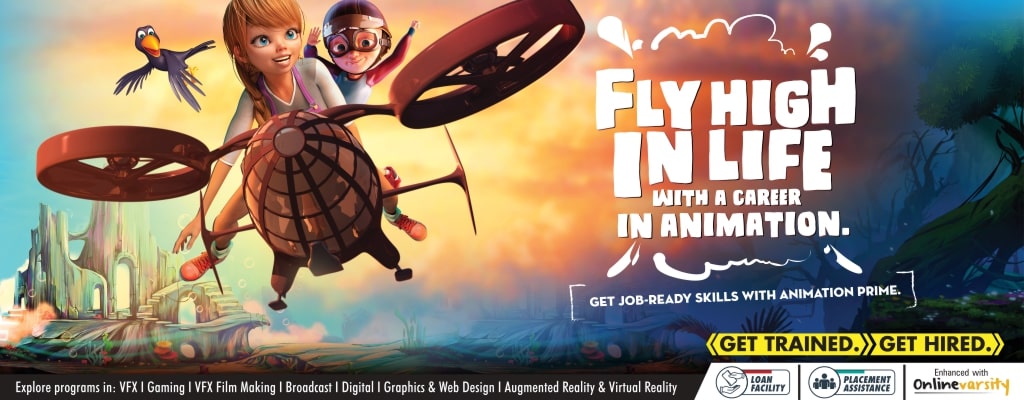 FLY HIGH
IN LIFE
WITH A CAREER
IN ANIMATION.
GET JOB-READY SKILLS WITH ANIMATION PRIME.
GET TRAINED. GET HIRED.
Explore programs in: VFX I Gaming I VFX Film Making I Broadcast I Digital I Graphics & Web Design I Augmented Reality & Virtual Reality
LOAN
FACILITY
PLACEMENT
ASSISTANCE
Enhanced with
Onlinevarsity